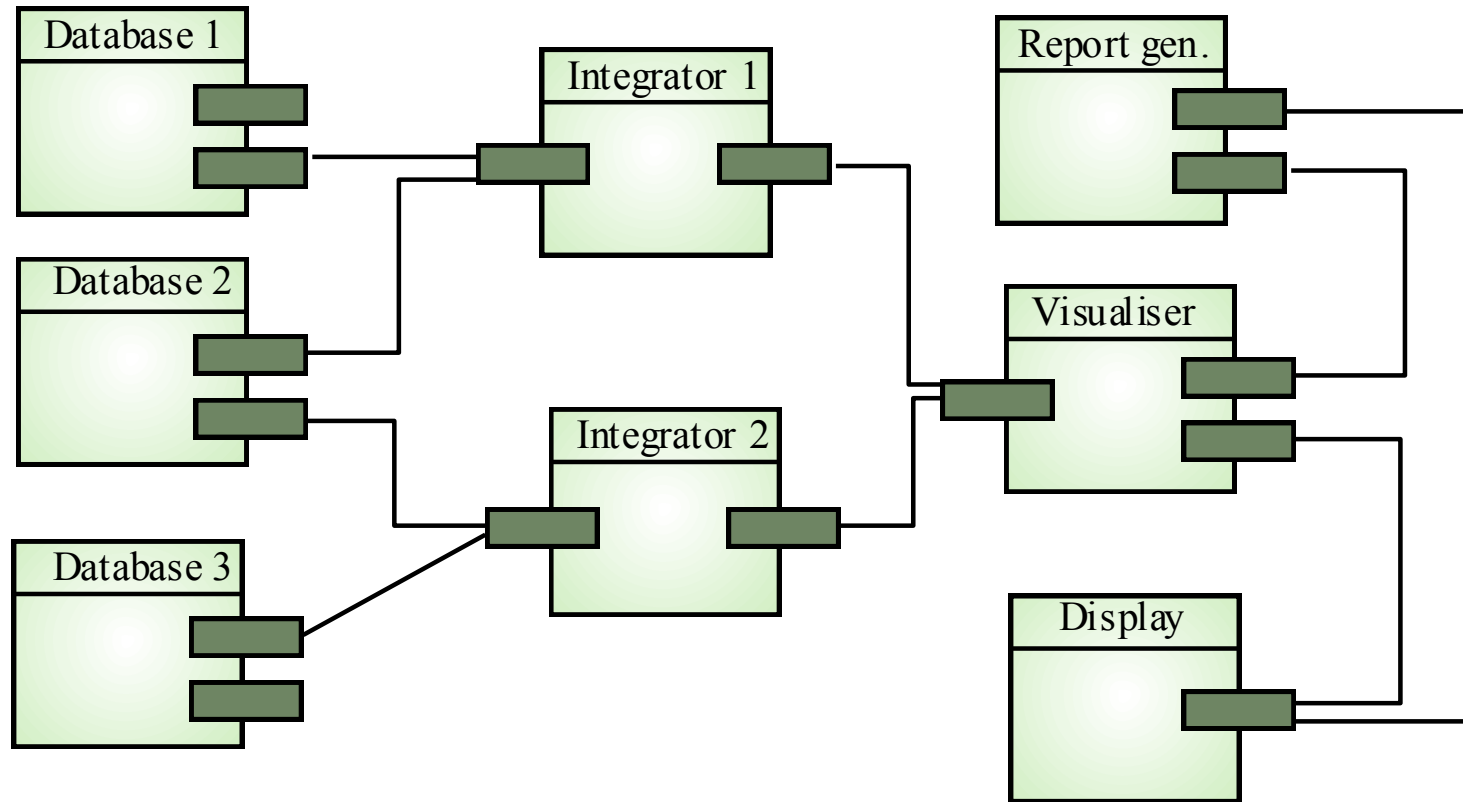 Database 1
Integrator 1
Report gen.
Database 2
Visualiser
Integrator 2
Database 3
Display